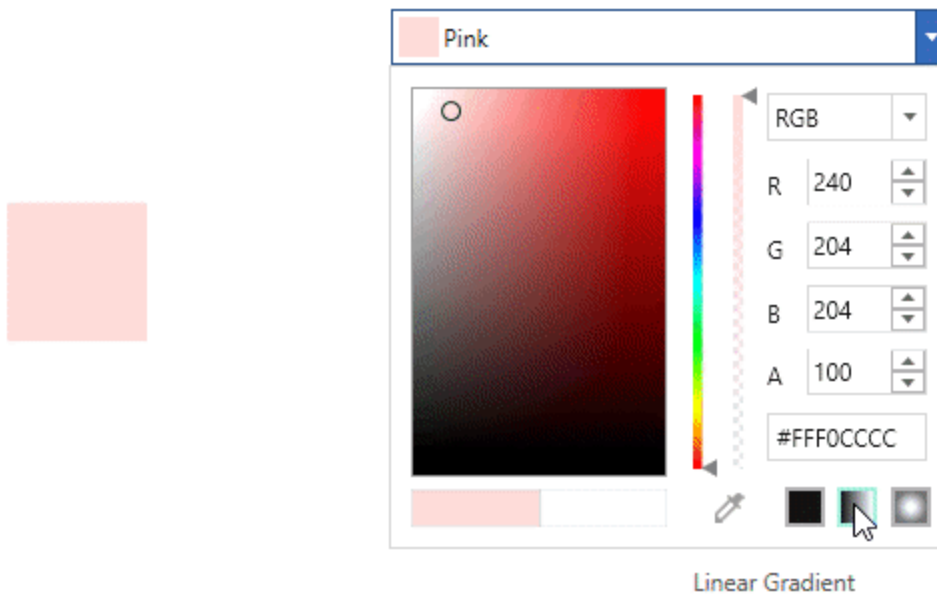 Pink
RGB
R 240
G 204
B 204
A 100
#FFF0CCCC
Linear Gradient